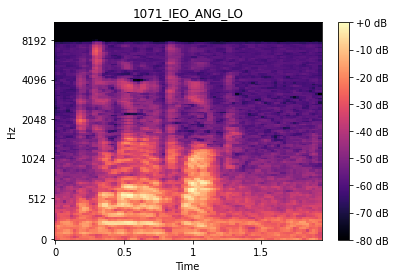 1071_IEO_ANG_LO
Hz
8192
4096
2048
1024
512
0
0
0.5
1
1.5
Time
+0 dB
-10 dB
-20 dB
-30 dB
-40 dB
-50 dB
-60 dB
-70 dB
-80 dB